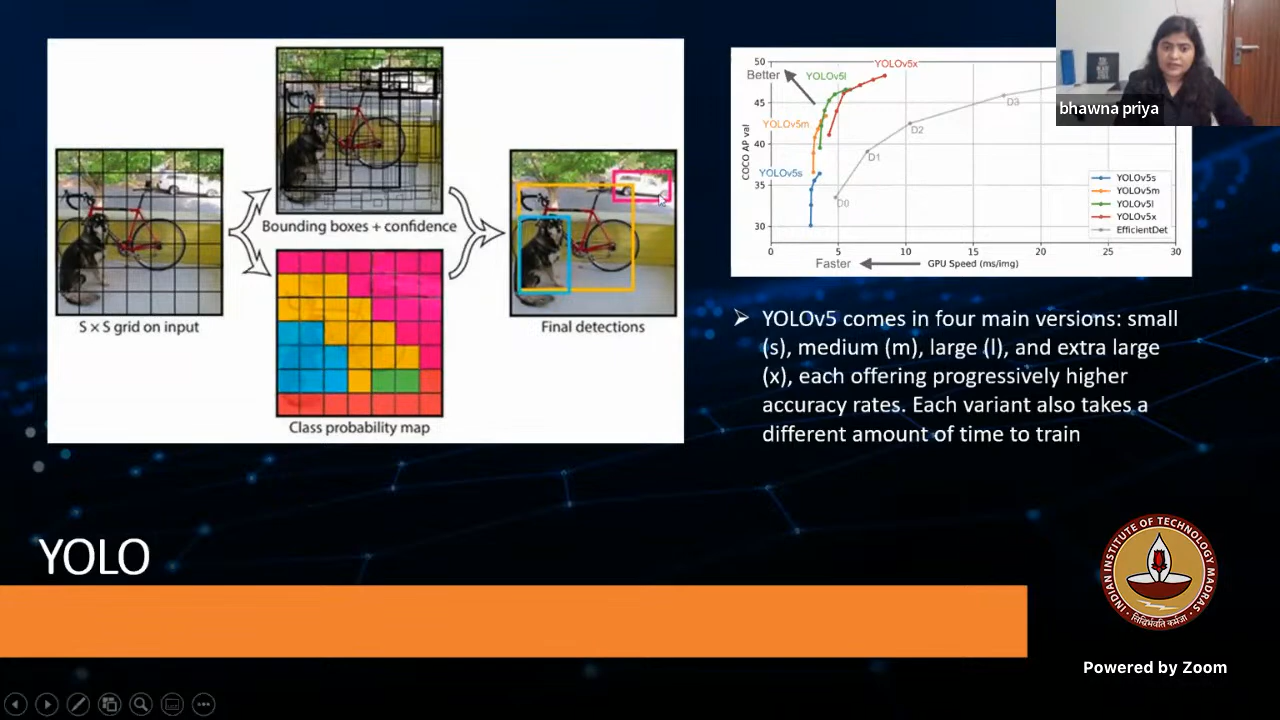 S × S grid on input
Bounding boxes + confidence
Class probability map
Final detections
50
45
40
35
30
COCO AP val
Better
YOLOv5x
YOLOv5l
YOLOv5m
YOLOv5s
D0
D1
D2
D3
YOLOv5s
YOLOv5m
YOLOv5l
YOLOv5x
EfficientDet
0
5
10
15
20
25
30
Faster
GPU Speed (ms/img)
bhawna priya
YOLOv5 comes in four main versions: small
(s), medium (m), large (l), and extra large
(x), each offering progressively higher
accuracy rates. Each variant also takes a
different amount of time to train
YOLO
INDIAN INSTITUTE OF TECHNOLOGY MADRAS
सिद्धिर्भवति कर्मजा
Powered by Zoom